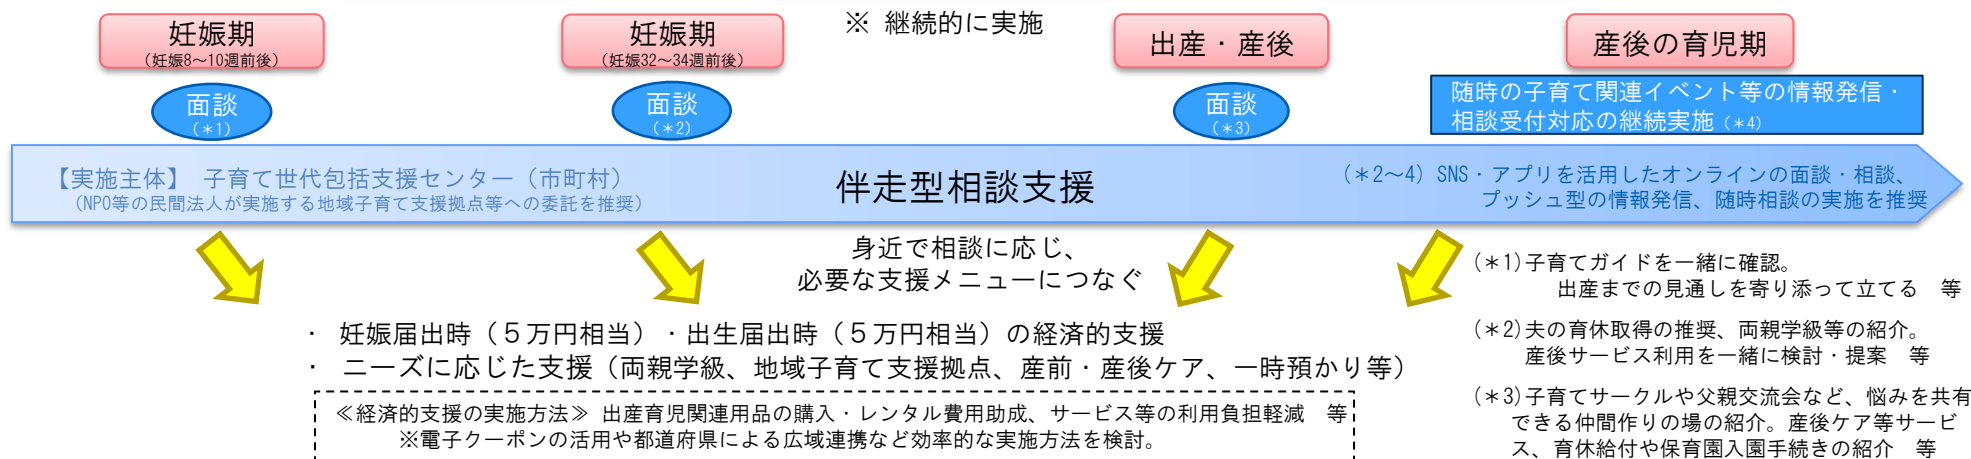 ※ 継続的に実施
妊娠期
(妊娠8～10週前後)
妊娠期
(妊娠32～34週前後)
出産・産後
産後の育児期
面談
(＊1)
面談
(＊2)
面談
(＊3)
随時の子育て関連イベント等の情報発信・
相談受付対応の継続実施 (＊4)
【実施主体】 子育て世代包括支援センター（市町村）
（NPO等の民間法人が実施する地域子育て支援拠点等への委託を推奨）
伴走型相談支援
(＊2～4) SNS・アプリを活用したオンラインの面談・相談、
プッシュ型の情報発信、随時相談の実施を推奨
身近で相談に応じ、
必要な支援メニューにつなぐ
・ 妊娠届出時（５万円相当）・出生届出時（５万円相当）の経済的支援
・ ニーズに応じた支援（両親学級、地域子育て支援拠点、産前・産後ケア、一時預かり等）
≪経済的支援の実施方法≫ 出産育児関連用品の購入・レンタル費用助成、サービス等の利用負担軽減 等
※電子クーポンの活用や都道府県による広域連携など効率的な実施方法を検討。
(＊1)子育てガイドを一緒に確認。
出産までの見通しを寄り添って立てる 等
(＊2)夫の育休取得の推奨、両親学級等の紹介。
産後サービス利用を一緒に検討・提案 等
(＊3)子育てサークルや父親交流会など、悩みを共有
できる仲間作りの場の紹介。産後ケア等サービ
ス、育休給付や保育園入園手続きの紹介 等